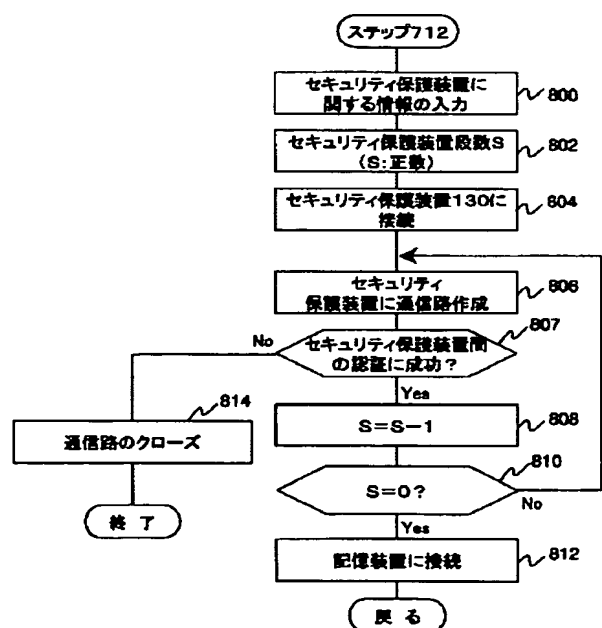 ステップ712
セキュリティ保護装置に
関する情報の入力
800
セキュリティ保護装置段数S
(S:正数)
802
セキュリティ保護装置130に
接続
804
セキュリティ
保護装置に通信路作成
806
807
セキュリティ保護装置間
の認証に成功?
No
Yes
814
通信路のクローズ
終了
S=S-1
808
810
S=0?
No
Yes
記憶装置に接続
812
戻る